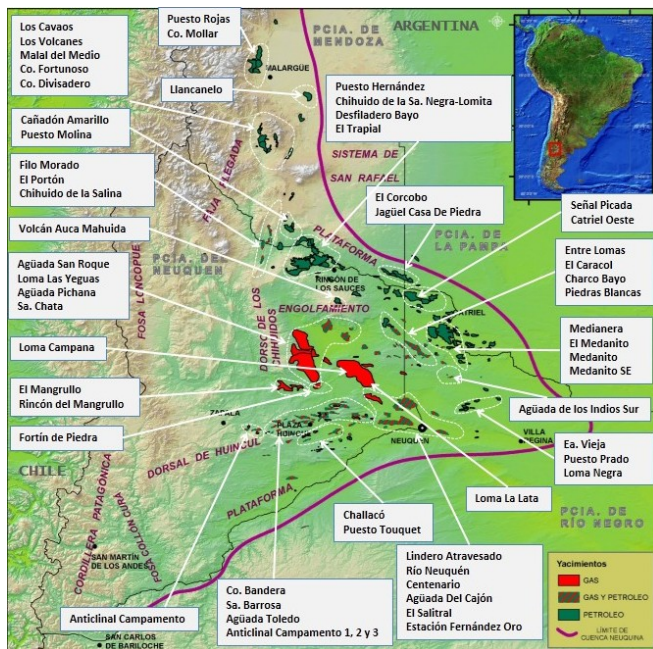 Los Cavaos
Los Volcanes
Malal del Medio
Co. Fortunoso
Co. Divisadero
Puesto Rojas
Co. Mollar
PCIA. DE
MENDOZA
ARGENTINA
MALARGÜE
Llancanelo
Cañadón Amarillo
Puesto Molina
Puesto Hernández
Chihuido de la Sa. Negra-Lomita
Desfiladero Bayo
El Trapial
Filo Morado
El Portón
Chihuido de la Salina
FAJA PLEGADA
SISTEMA DE
SAN RAFAEL
El Corcobo
Jagüel Casa De Piedra
Señal Picada
Catriel Oeste
Volcán Auca Mahuida
PCIA. DEL
NEUQUEN
PLATAFORMA
PCIA. DE
LA PAMPA
Entre Lomas
El Caracol
Charco Bayo
Piedras Blancas
Agüada San Roque
Loma Las Yeguas
Agüada Pichana
Sa. Chata
FOSA LONCOPUE
RINCÓN DE
LOS SAUCES
DORSO DE LOS
CHIHUIDOS
ENGOLFAMIENTO
CATRIEL
Loma Campana
Medianera
El Medanito
Medanito
Medanito SE
El Mangrullo
Rincón del Mangrullo
Agüada de los Indios Sur
Fortín de Piedra
ZAPALA
PLAZA
HUINCUL
NEUQUEN
VILLA
REGINA
Ea. Vieja
Puesto Prado
Loma Negra
CHILE
DORSAL DE HUINCUL
Loma La Lata
CORDILLERA PATAGÓNICA
FOSA COLLON CURA
PLATAFORMA
Challacó
Puesto Touquet
PCIA. DE
RÍO NEGRO
SAN MARTÍN
DE LOS ANDES
Lindero Atravesado
Río Neuquén
Centenario
Agüada Del Cajón
El Salitral
Estación Fernández Oro
Anticlinal Campamento
Co. Bandera
Sa. Barrosa
Agüada Toledo
Anticlinal Campamento 1, 2 y 3
SAN CARLOS
DE BARILOCHE
Yacimientos
GAS
GAS Y PETROLEO
PETROLEO
LÍMITE DE
CUENCA NEUQUINA